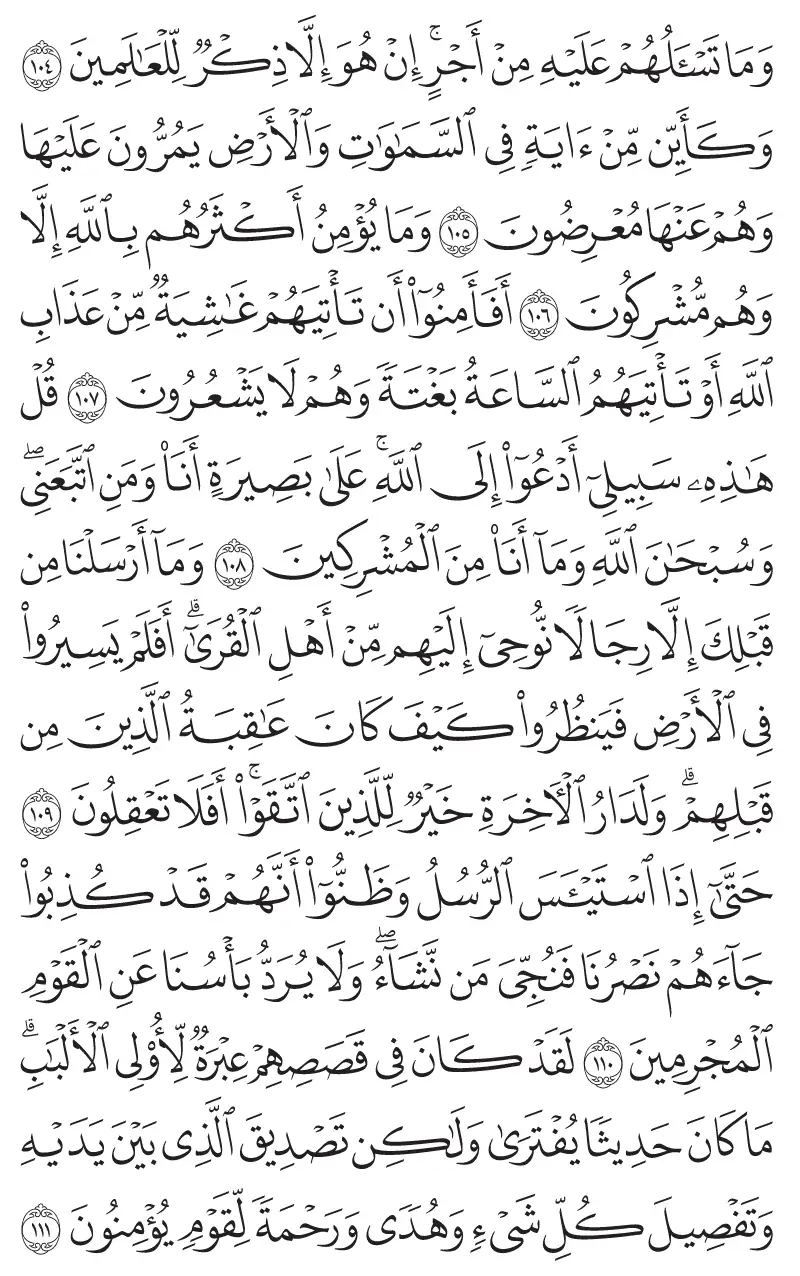 وَمَا تَسْـَٔلُهُمْ عَلَيْهِ مِنْ أَجْرٍ ۚ إِنْ هُوَ إِلَّا ذِكْرٌ لِّلْعَـٰلَمِينَ ١٠٤
وَكَأَيِّن مِّنْ ءَايَةٍ فِى ٱلسَّمَـٰوَٰتِ وَٱلْأَرْضِ يَمُرُّونَ عَلَيْهَا
وَهُمْ عَنْهَا مُعْرِضُونَ ١٠٥ وَمَا يُؤْمِنُ أَكْثَرُهُم بِٱللَّهِ إِلَّا
وَهُم مُّشْرِكُونَ ١٠٦ أَفَأَمِنُوٓا۟ أَن تَأْتِيَهُمْ غَـٰشِيَةٌ مِّنْ عَذَابِ
ٱللَّهِ أَوْ تَأْتِيَهُمُ ٱلسَّاعَةُ بَغْتَةً وَهُمْ لَا يَشْعُرُونَ ١٠٧ قُلْ
هَـٰذِهِۦ سَبِيلِىٓ أَدْعُوٓا۟ إِلَى ٱللَّهِ ۚ عَلَىٰ بَصِيرَةٍ أَنَا۠ وَمَنِ ٱتَّبَعَنِى ۖ
وَسُبْحَـٰنَ ٱللَّهِ وَمَآ أَنَا۠ مِنَ ٱلْمُشْرِكِينَ ١٠٨ وَمَآ أَرْسَلْنَا مِن
قَبْلِكَ إِلَّا رِجَالًا نُّوحِىٓ إِلَيْهِم مِّنْ أَهْلِ ٱلْقُرَىٰٓ ۗ أَفَلَمْ يَسِيرُوا۟
فِى ٱلْأَرْضِ فَيَنظُرُوا۟ كَيْفَ كَانَ عَـٰقِبَةُ ٱلَّذِينَ مِن
قَبْلِهِمْ ۗ وَلَدَارُ ٱلْـَٔاخِرَةِ خَيْرٌ لِّلَّذِينَ ٱتَّقَوْا۟ ۚ أَفَلَا تَعْقِلُونَ ١٠٩
حَتَّىٰٓ إِذَا ٱسْتَيْـَٔسَ ٱلرُّسُلُ وَظَنُّوٓا۟ أَنَّهُمْ قَدْ كُذِبُوا۟
جَآءَهُمْ نَصْرُنَا فَنُجِّىَ مَن نَّشَآءُ ۖ وَلَا يُرَدُّ بَأْسُنَا عَنِ ٱلْقَوْمِ
ٱلْمُجْرِمِينَ ١١٠ لَقَدْ كَانَ فِى قَصَصِهِمْ عِبْرَةٌ لِّأُو۟لِى ٱلْأَلْبَـٰبِ ۗ
مَا كَانَ حَدِيثًا يُفْتَرَىٰ وَلَـٰكِن تَصْدِيقَ ٱلَّذِى بَيْنَ يَدَيْهِ
وَتَفْصِيلَ كُلِّ شَىْءٍ وَهُدًى وَرَحْمَةً لِّقَوْمٍ يُؤْمِنُونَ ١١١